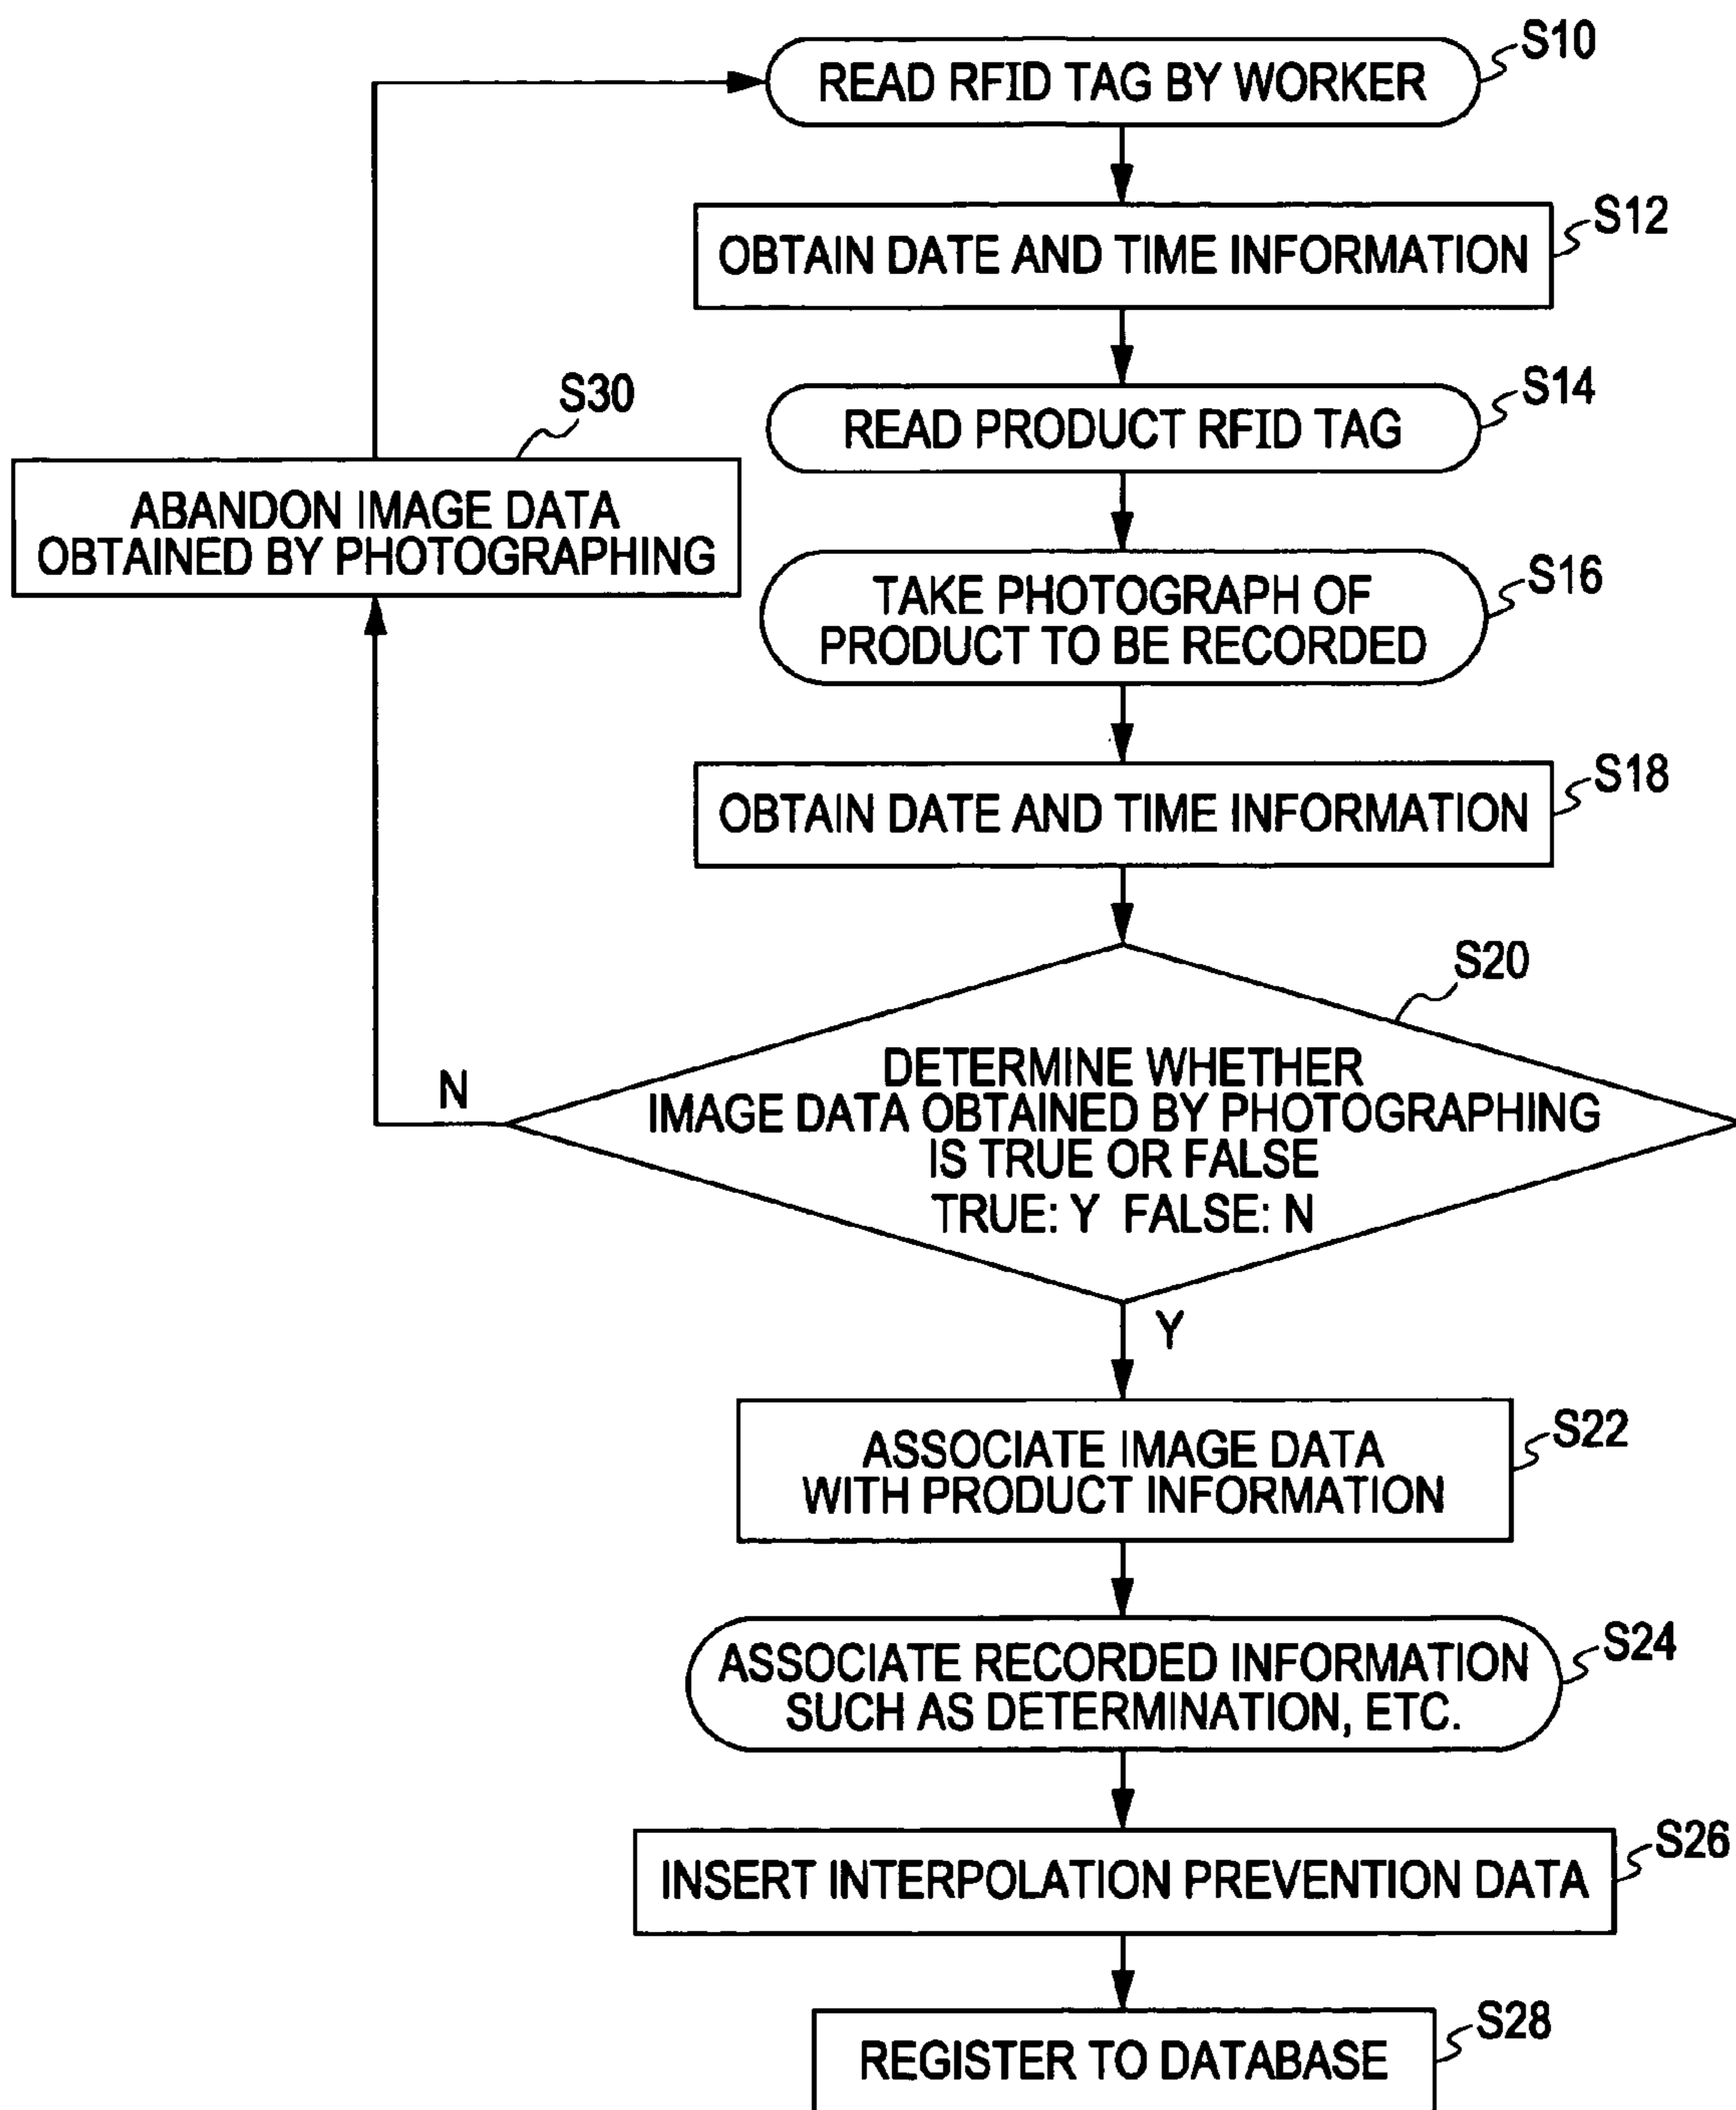 READ RFID TAG BY WORKER
S10
OBTAIN DATE AND TIME INFORMATION
S12
READ PRODUCT RFID TAG
S14
S30
ABANDON IMAGE DATA
OBTAINED BY PHOTOGRAPHING
TAKE PHOTOGRAPH OF
PRODUCT TO BE RECORDED
S16
OBTAIN DATE AND TIME INFORMATION
S18
S20
DETERMINE WHETHER
IMAGE DATA OBTAINED BY PHOTOGRAPHING
IS TRUE OR FALSE
TRUE: Y FALSE: N
N
Y
ASSOCIATE IMAGE DATA
WITH PRODUCT INFORMATION
S22
ASSOCIATE RECORDED INFORMATION
SUCH AS DETERMINATION, ETC.
S24
INSERT INTERPOLATION PREVENTION DATA
S26
REGISTER TO DATABASE
S28